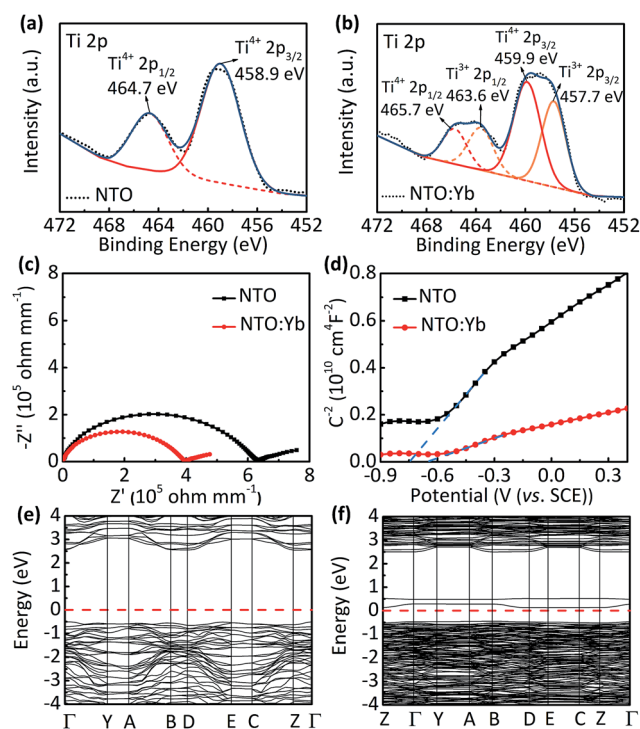 (a)
Ti 2p
Ti⁴⁺ 2p₁/₂
464.7 eV
Ti⁴⁺ 2p₃/₂
458.9 eV
NTO
Intensity (a.u.)
472 468 464 460 456 452
Binding Energy (eV)
(b)
Ti 2p
Ti⁴⁺ 2p₃/₂
459.9 eV
Ti⁴⁺ 2p₁/₂
465.7 eV
Ti³⁺ 2p₁/₂
463.6 eV
Ti³⁺ 2p₃/₂
457.7 eV
NTO:Yb
Intensity (a.u.)
472 468 464 460 456 452
Binding Energy (eV)
(c)
NTO
NTO:Yb
8
6
4
2
0
-Z'' (10⁵ ohm mm⁻¹)
0 2 4 6 8
Z' (10⁵ ohm mm⁻¹)
(d)
NTO
NTO:Yb
0.8
0.6
0.4
0.2
0.0
C⁻² (10¹⁰ cm⁴F⁻²)
-0.9 -0.6 -0.3 0.0 0.3
Potential (V (vs. SCE))
(e)
4
3
2
1
0
-1
-2
-3
-4
Energy (eV)
Γ Y A B D E C Z Γ
(f)
4
3
2
1
0
-1
-2
-3
-4
Energy (eV)
Z Γ Y A B D E C Z Γ